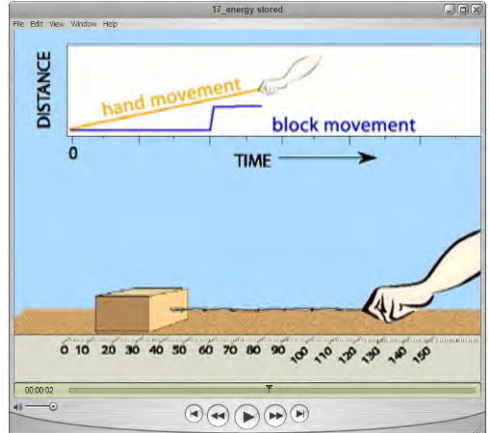 17_energy stored
File Edit View Window Help
DISTANCE
hand movement
block movement
0
TIME
0 10 20 30 40 50 60 70 80 90 100 110 120 130 140 150
00:00:02